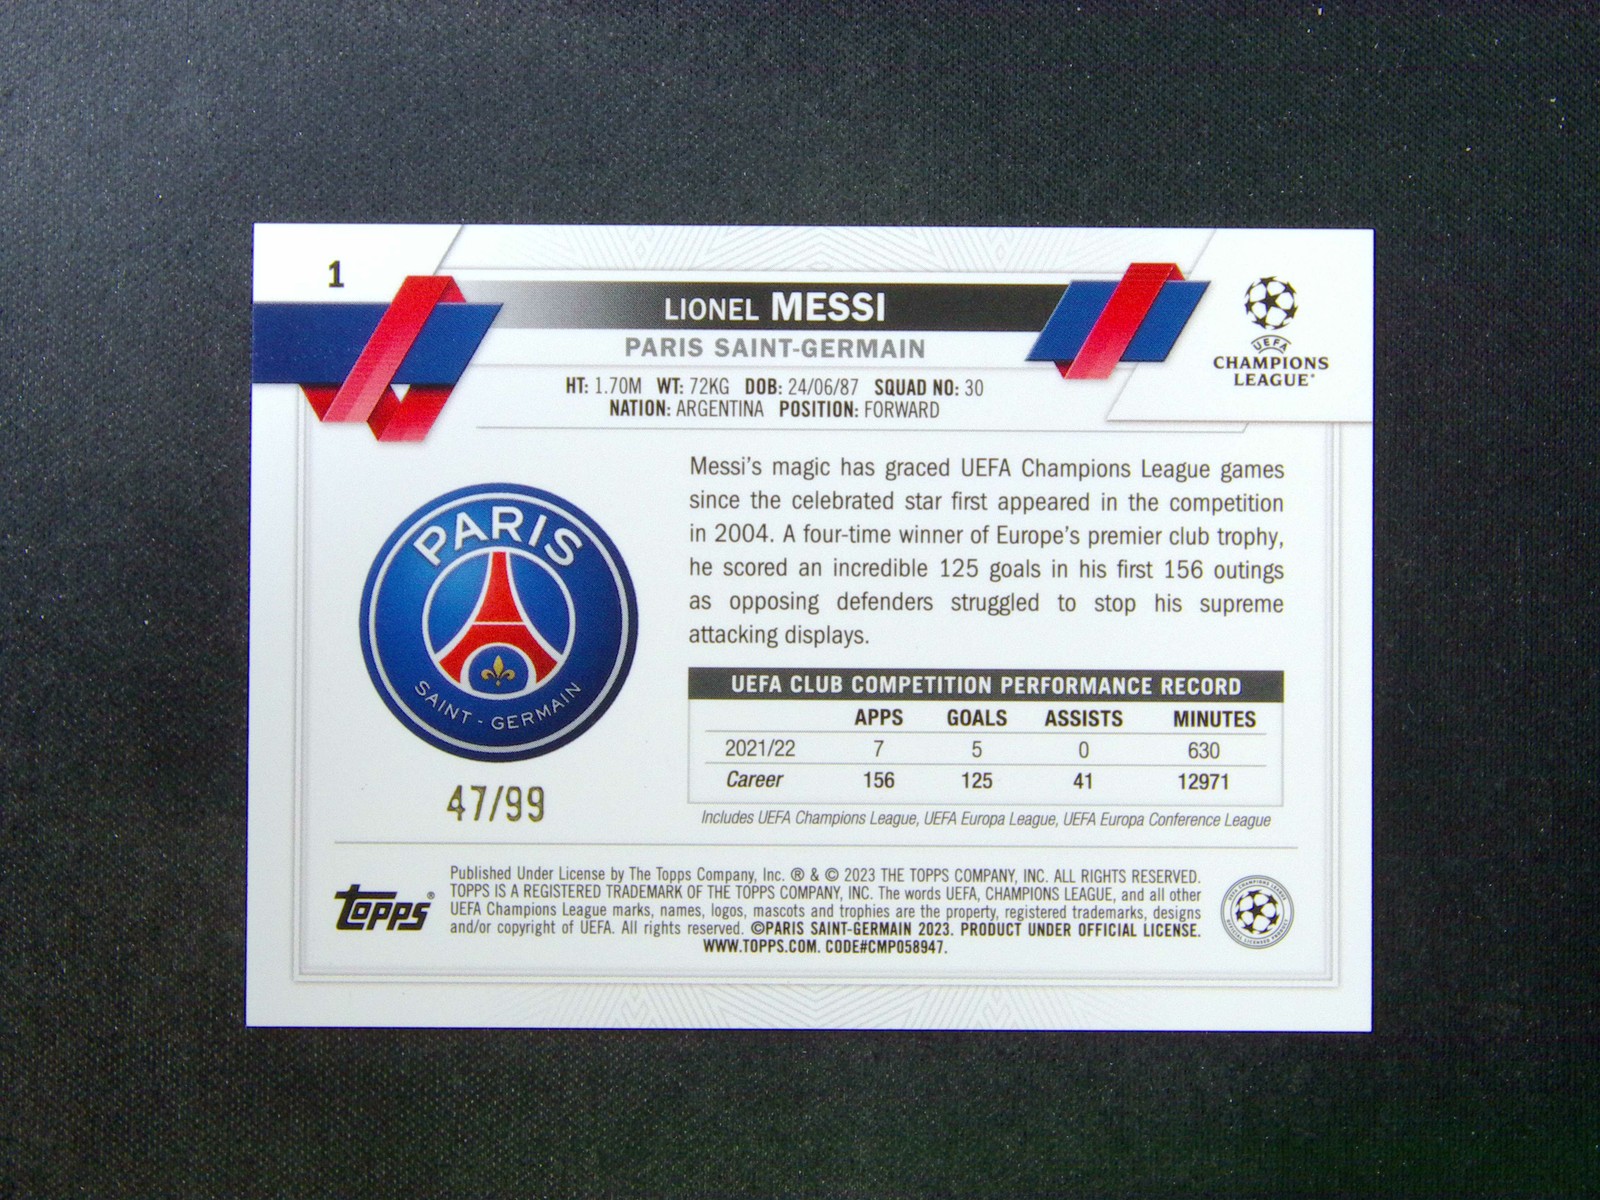 1
LIONEL MESSI
PARIS SAINT-GERMAIN
HT: 1.70M WT: 72KG DOB: 24/06/87 SQUAD NO: 30
NATION: ARGENTINA POSITION: FORWARD
UEFA
CHAMPIONS
LEAGUE®
PARIS
SAINT - GERMAIN
47/99
Messi's magic has graced UEFA Champions League games
since the celebrated star first appeared in the competition
in 2004. A four-time winner of Europe's premier club trophy,
he scored an incredible 125 goals in his first 156 outings
as opposing defenders struggled to stop his supreme
attacking displays.
UEFA CLUB COMPETITION PERFORMANCE RECORD
APPS GOALS ASSISTS MINUTES
2021/22 7 5 0 630
Career 156 125 41 12971
Includes UEFA Champions League, UEFA Europa League, UEFA Europa Conference League
topps®
Published Under License by The Topps Company, Inc. ® & © 2023 THE TOPPS COMPANY, INC. ALL RIGHTS RESERVED.
TOPPS IS A REGISTERED TRADEMARK OF THE TOPPS COMPANY, INC. The words UEFA, CHAMPIONS LEAGUE, and all other
UEFA Champions League marks, names, logos, mascots and trophies are the property, registered trademarks, designs
and/or copyright of UEFA. All rights reserved. ©PARIS SAINT-GERMAIN 2023. PRODUCT UNDER OFFICIAL LICENSE.
WWW.TOPPS.COM. CODE#CMP058947.